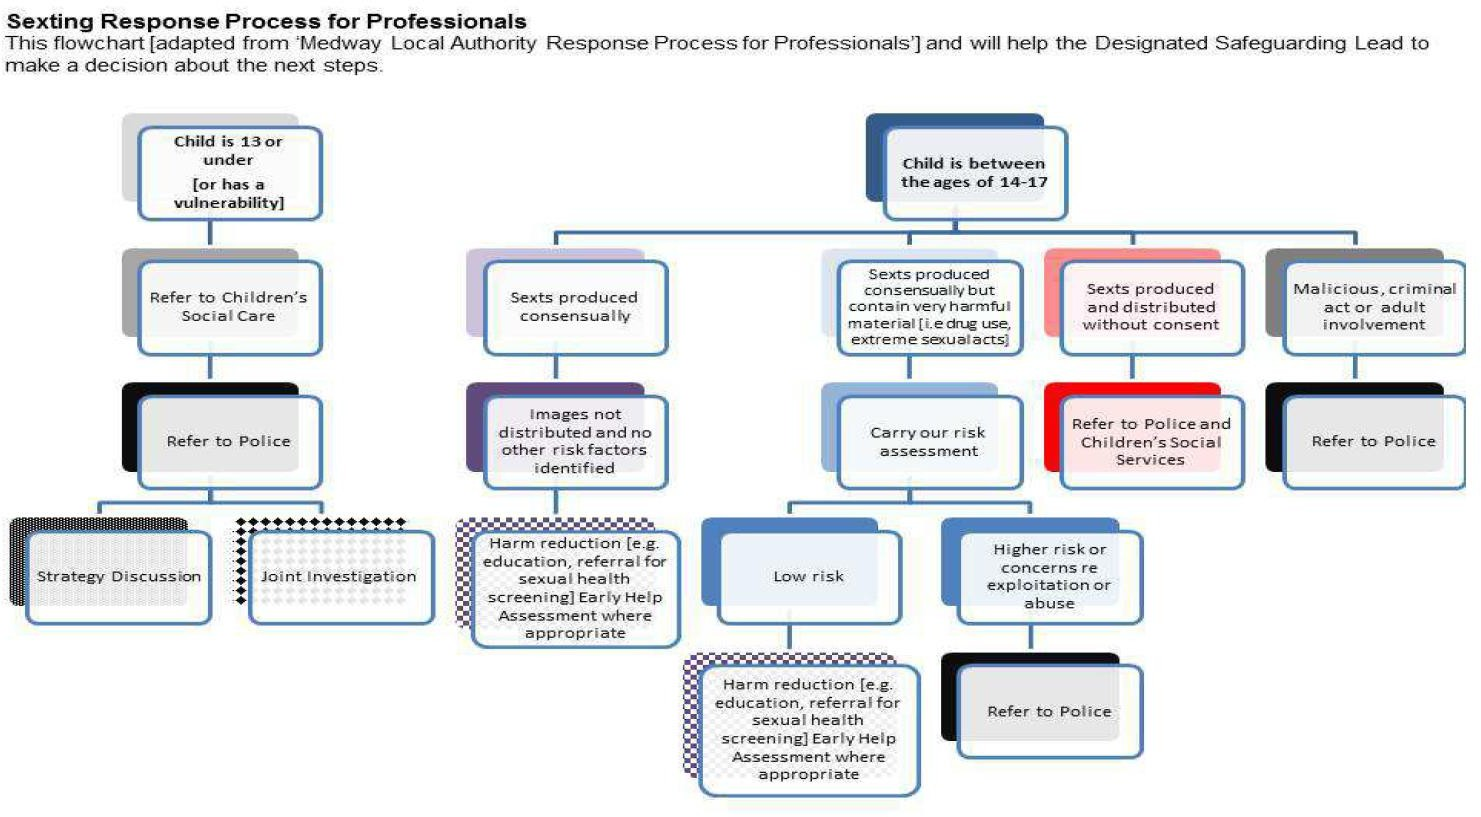 Sexting Response Process for Professionals
This flowchart [adapted from ‘Medway Local Authority Response Process for Professionals’] and will help the Designated Safeguarding Lead to
make a decision about the next steps.
Child is 13 or
under
[or has a
vulnerability]
Child is between
the ages of 14-17
Refer to Children’s
Social Care
Sexts produced
consensually
Sexts produced
consensually but
contain very harmful
material [i.e drug use,
extreme sexual acts]
Sexts produced
and distributed
without consent
Malicious, criminal
act or adult
involvement
Refer to Police
Images not
distributed and no
other risk factors
identified
Carry our risk
assessment
Refer to Police and
Children’s Social
Services
Refer to Police
Strategy Discussion
Joint Investigation
Harm reduction [e.g.
education, referral for
sexual health
screening] Early Help
Assessment where
appropriate
Low risk
Higher risk or
concerns re
exploitation or
abuse
Harm reduction [e.g.
education, referral for
sexual health
screening] Early Help
Assessment where
appropriate
Refer to Police